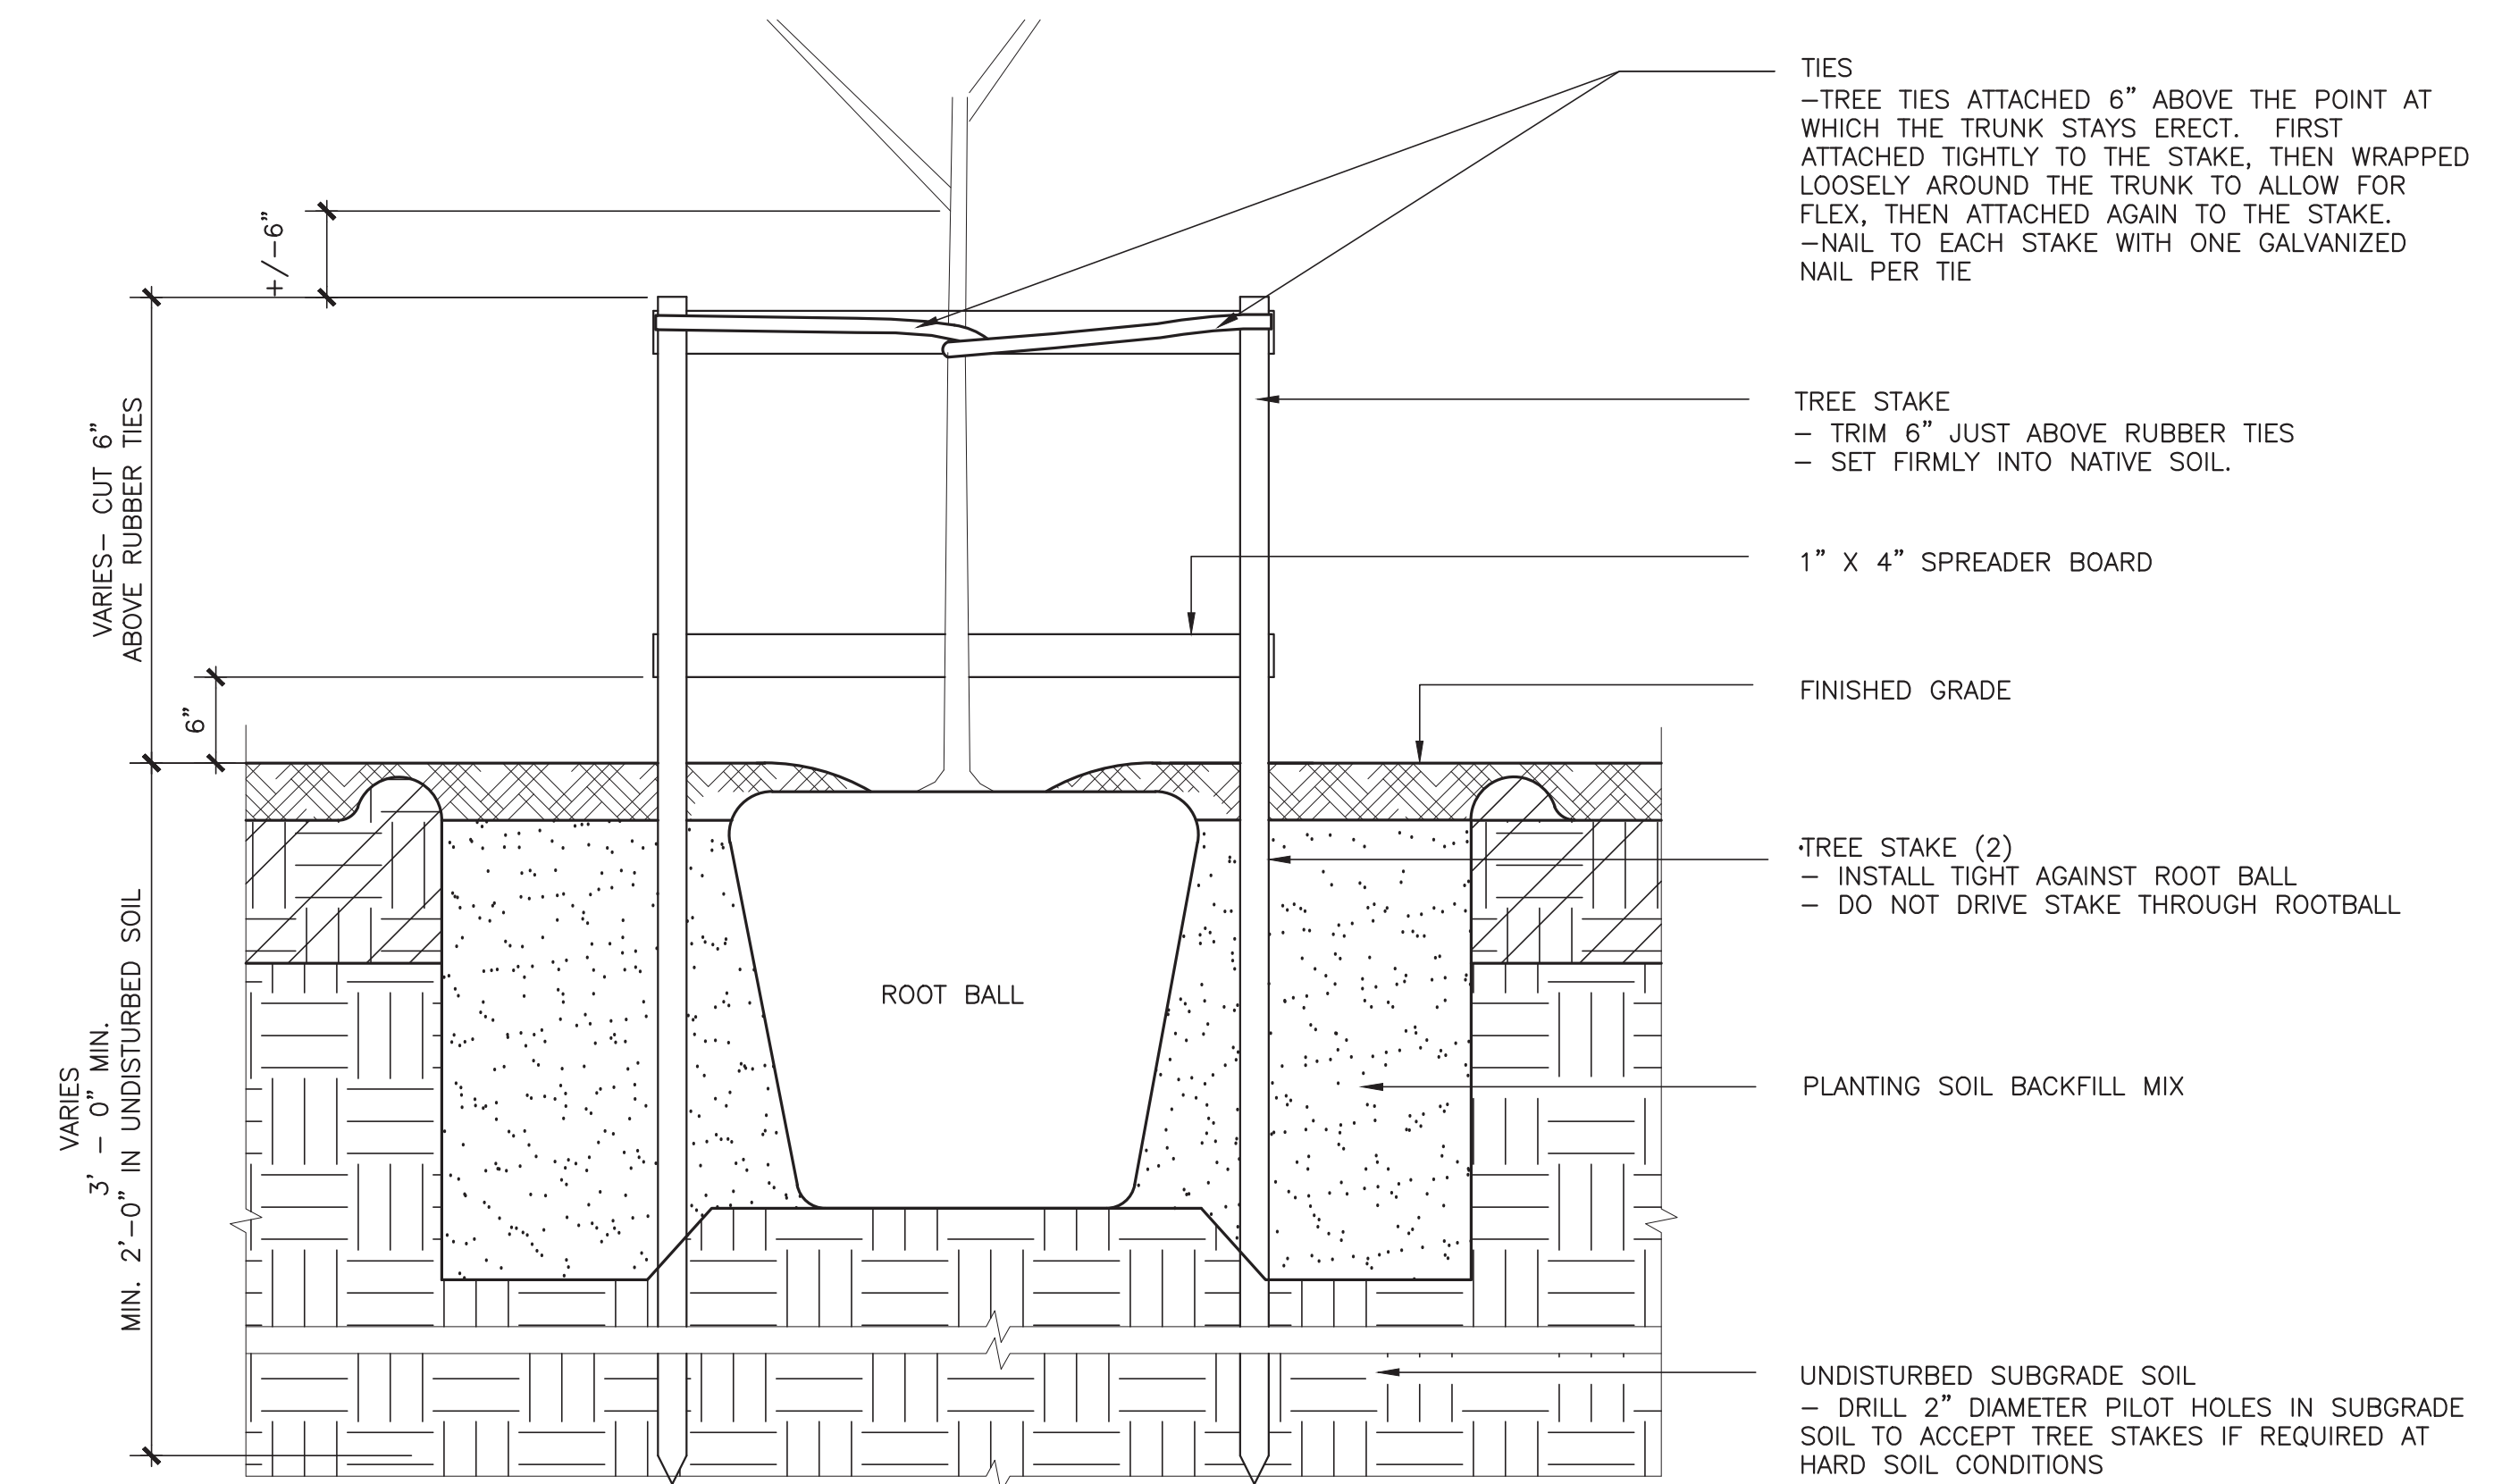 TIES
–TREE TIES ATTACHED 6” ABOVE THE POINT AT
WHICH THE TRUNK STAYS ERECT. FIRST
ATTACHED TIGHTLY TO THE STAKE, THEN WRAPPED
LOOSELY AROUND THE TRUNK TO ALLOW FOR
FLEX, THEN ATTACHED AGAIN TO THE STAKE.
–NAIL TO EACH STAKE WITH ONE GALVANIZED
NAIL PER TIE
+/–6”
TREE STAKE
– TRIM 6” JUST ABOVE RUBBER TIES
– SET FIRMLY INTO NATIVE SOIL.
VARIES– CUT 6”
ABOVE RUBBER TIES
1” X 4” SPREADER BOARD
6”
FINISHED GRADE
•TREE STAKE (2)
– INSTALL TIGHT AGAINST ROOT BALL
– DO NOT DRIVE STAKE THROUGH ROOTBALL
ROOT BALL
VARIES
3’ – 0” MIN.
MIN. 2’–0” IN UNDISTURBED SOIL
PLANTING SOIL BACKFILL MIX
UNDISTURBED SUBGRADE SOIL
– DRILL 2” DIAMETER PILOT HOLES IN SUBGRADE
SOIL TO ACCEPT TREE STAKES IF REQUIRED AT
HARD SOIL CONDITIONS